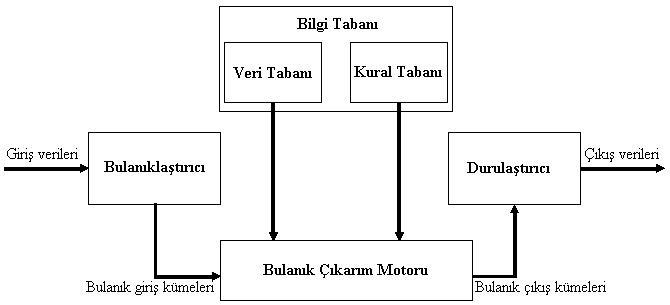 Bilgi Tabanı
Veri Tabanı
Kural Tabanı
Giriş verileri
Bulanıklaştırıcı
Durulaştırıcı
Çıkış verileri
Bulanık Çıkarım Motoru
Bulanık giriş kümeleri
Bulanık çıkış kümeleri